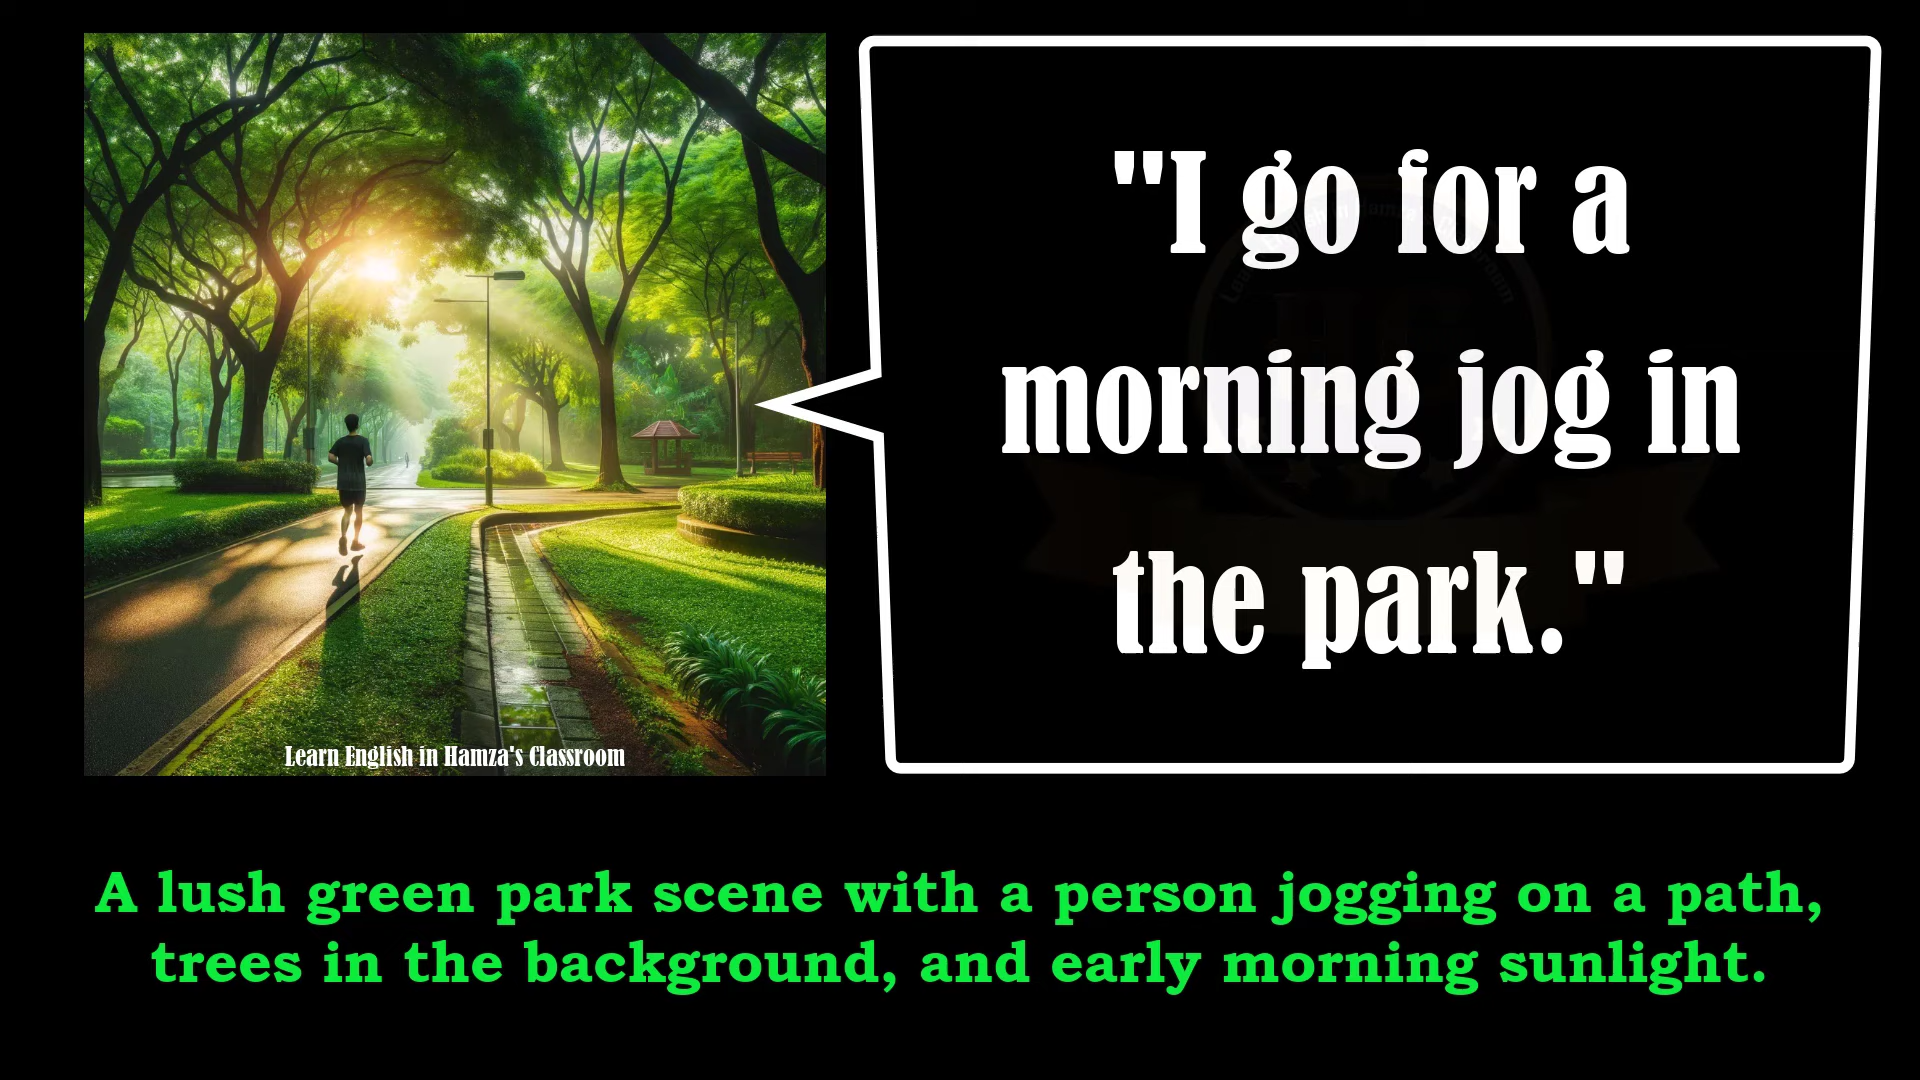 "I go for a
morning jog in
the park."
Learn English in Hamza's Classroom
A lush green park scene with a person jogging on a path,
trees in the background, and early morning sunlight.